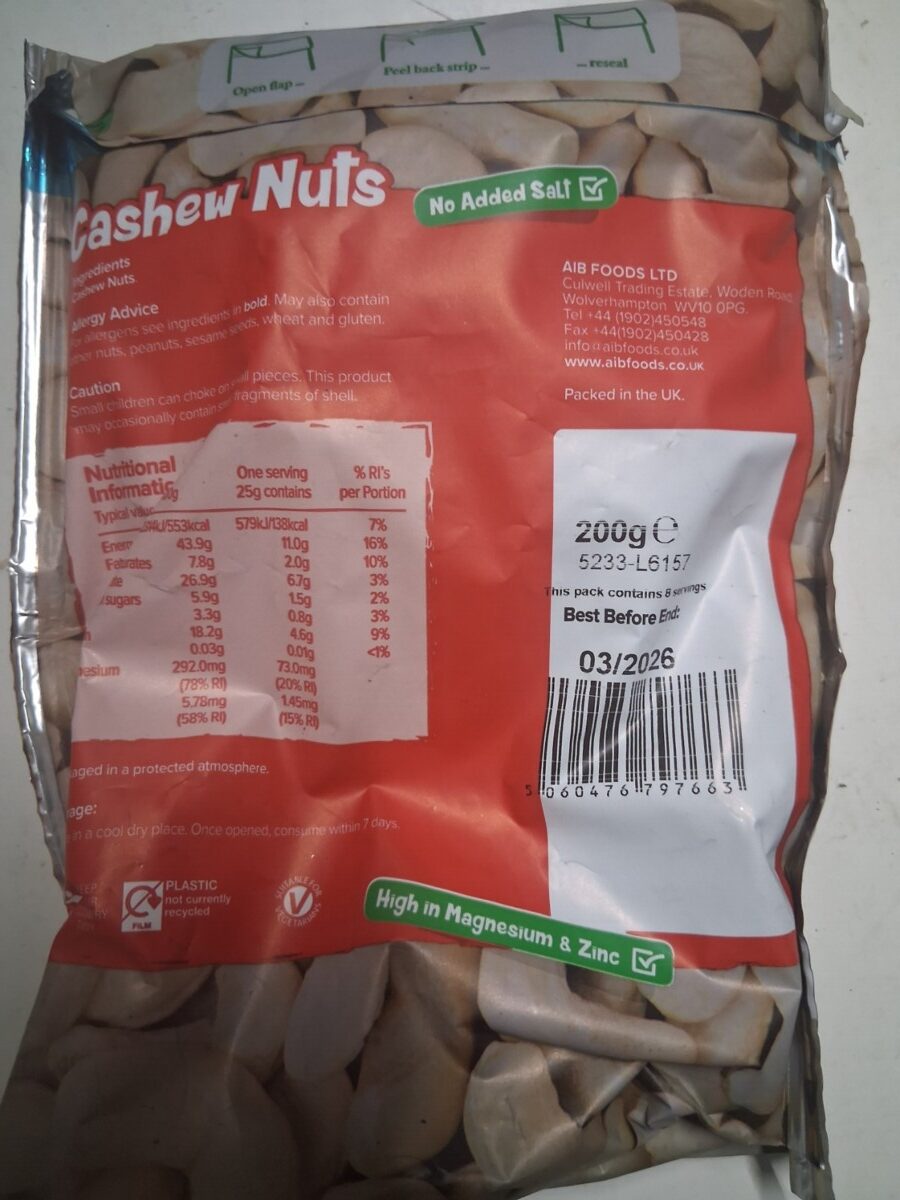 Open flap ...
Peel back strip ...
... reseal
Cashew Nuts
No Added Salt
Ingredients
Cashew Nuts.
Allergy Advice
For allergens see ingredients in bold. May also contain
other nuts, peanuts, sesame seeds, wheat and gluten.
Caution
Small children can choke on small pieces. This product
may occasionally contain fragments of shell.
AIB FOODS LTD
Culwell Trading Estate, Woden Road,
Wolverhampton WV10 0PG.
Tel +44 (1902)450548
Fax +44(1902)450428
info@aibfoods.co.uk
www.aibfoods.co.uk
Packed in the UK.
Nutritional One serving % RI's
Informatio 25g contains per Portion
Typical
/553kcal 579kJ/138kcal 7%
43.9g 11.0g 16%
7.8g 2.0g 10%
26.9g 6.7g 3%
sugars 5.9g 1.5g 2%
3.3g 0.8g 3%
18.2g 4.6g 9%
0.03g 0.01g <1%
nesium 292.0mg 73.0mg
(78% RI) (20% RI)
5.78mg 1.45mg
(58% RI) (15% RI)
aged in a protected atmosphere.
age:
in a cool dry place. Once opened, consume within 7 days.
200g e
5233-L6157
This pack contains 8 servings
Best Before End:
03/2026
5 060476 797663
PLASTIC
not currently
recycled
FILM
SUITABLE FOR VEGETARIANS
High in Magnesium & Zinc